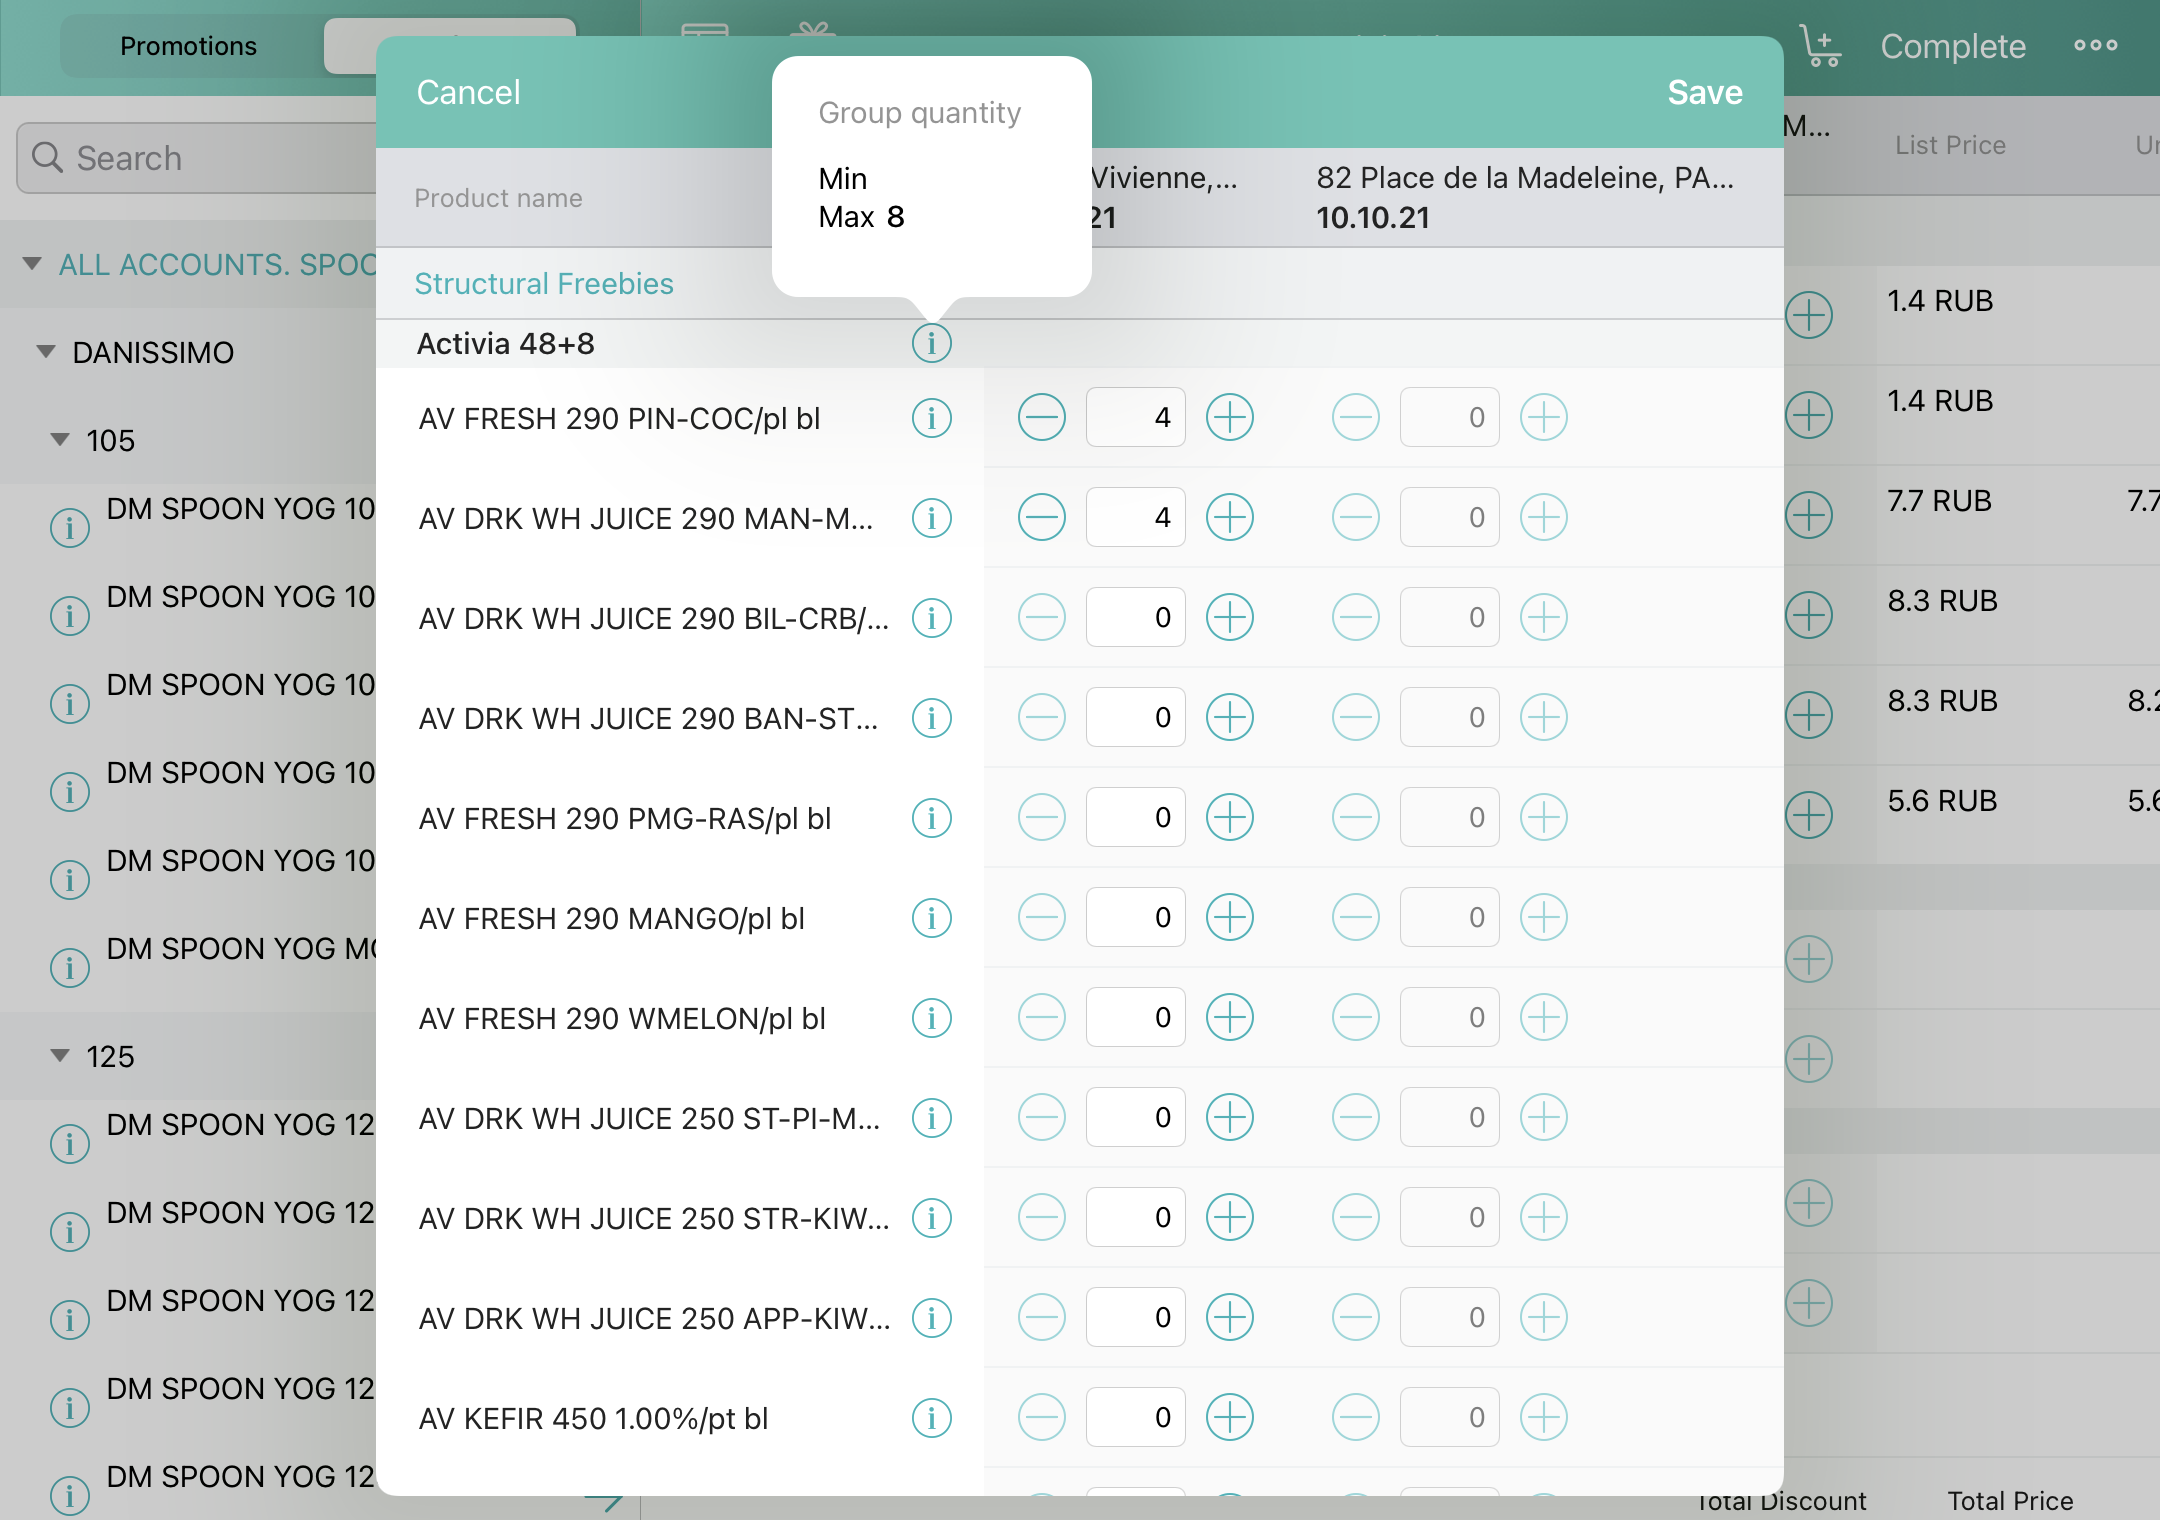 Promotions
Complete
Cancel
Save
Group quantity
Min
Max 8
Search
Product name
Vivienne,...
21
82 Place de la Madeleine, PA...
10.10.21
M...
List Price
ALL ACCOUNTS. SPOO
Structural Freebies
DANISSIMO
105
Activia 48+8
AV FRESH 290 PIN-COC/pl bl 4 0
AV DRK WH JUICE 290 MAN-M... 4 0
AV DRK WH JUICE 290 BIL-CRB/... 0 0
AV DRK WH JUICE 290 BAN-ST... 0 0
AV FRESH 290 PMG-RAS/pl bl 0 0
AV FRESH 290 MANGO/pl bl 0 0
AV FRESH 290 WMELON/pl bl 0 0
AV DRK WH JUICE 250 ST-PI-M... 0 0
AV DRK WH JUICE 250 STR-KIW... 0 0
AV DRK WH JUICE 250 APP-KIW... 0 0
AV KEFIR 450 1.00%/pt bl 0 0
DM SPOON YOG 10
DM SPOON YOG 10
DM SPOON YOG 10
DM SPOON YOG 10
DM SPOON YOG 10
DM SPOON YOG MO
125
DM SPOON YOG 12
DM SPOON YOG 12
DM SPOON YOG 12
DM SPOON YOG 12
DM SPOON YOG 12
1.4 RUB
1.4 RUB
7.7 RUB 7.7
8.3 RUB
8.3 RUB 8.2
5.6 RUB 5.6
Total Discount
Total Price